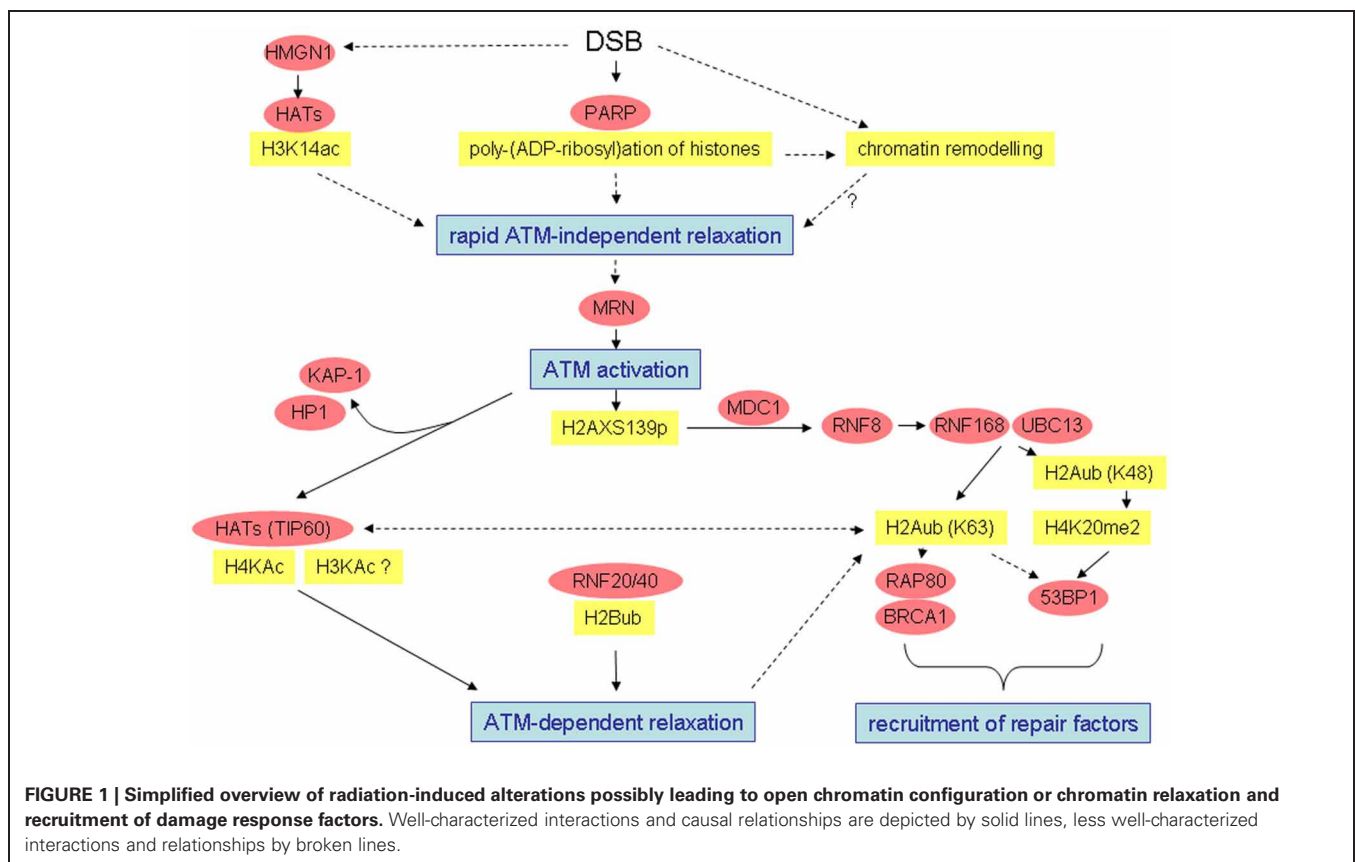 DSB
HMGN1
HATs
H3K14ac
PARP
poly-(ADP-ribosyl)ation of histones
chromatin remodelling
?
rapid ATM-independent relaxation
MRN
ATM activation
KAP-1
HP1
H2AXS139p
MDC1
RNF8
RNF168
UBC13
H2Aub (K48)
HATs (TIP60)
H4KAc
H3KAc ?
H2Aub (K63)
H4K20me2
RNF20/40
H2Bub
RAP80
BRCA1
53BP1
ATM-dependent relaxation
recruitment of repair factors
FIGURE 1 | Simplified overview of radiation-induced alterations possibly leading to open chromatin configuration or chromatin relaxation and
recruitment of damage response factors. Well-characterized interactions and causal relationships are depicted by solid lines, less well-characterized
interactions and relationships by broken lines.